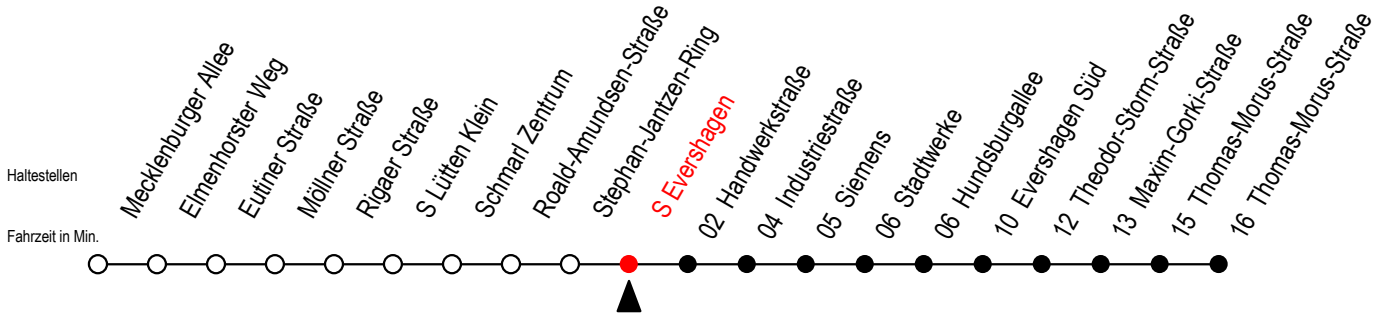 Haltestellen
Fahrzeit in Min.
Mecklenburger Allee
Elmenhorster Weg
Eutiner Straße
Möllner Straße
Rigaer Straße
S Lütten Klein
Schmarl Zentrum
Roald-Amundsen-Straße
Stephan-Jantzen-Ring
S Evershagen
02 Handwerkstraße
04 Industriestraße
05 Siemens
06 Stadtwerke
06 Hundsburgallee
10 Evershagen Süd
12 Theodor-Storm-Straße
13 Maxim-Gorki-Straße
15 Thomas-Morus-Straße
16 Thomas-Morus-Straße